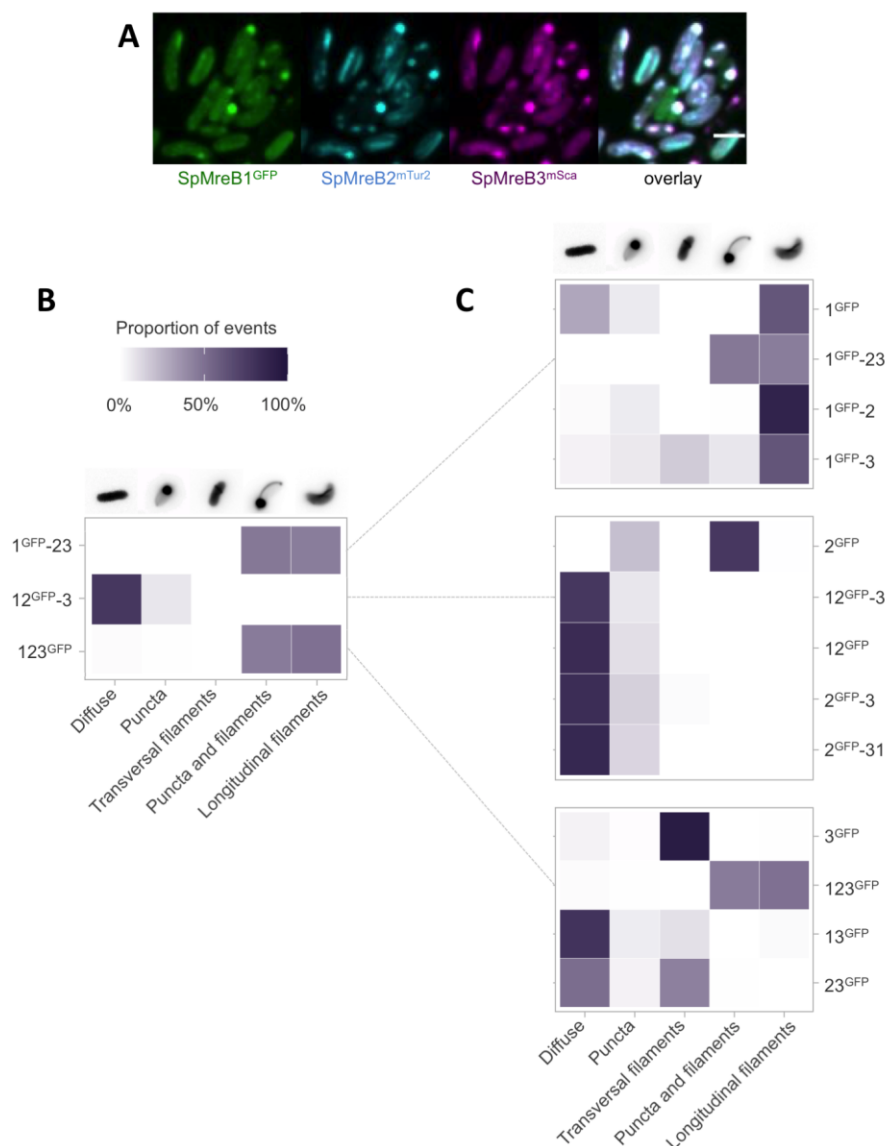 A
SpMreB1ᴳᶠᴾ
SpMreB2ᵐᵀᵘʳ²
SpMreB3ᵐˢᶜᵃ
overlay
B
Proportion of events
0%
50%
100%
1ᴳᶠᴾ-23
12ᴳᶠᴾ-3
123ᴳᶠᴾ
Diffuse
Puncta
Transversal filaments
Puncta and filaments
Longitudinal filaments
C
1ᴳᶠᴾ
1ᴳᶠᴾ-23
1ᴳᶠᴾ-2
1ᴳᶠᴾ-3
2ᴳᶠᴾ
12ᴳᶠᴾ-3
12ᴳᶠᴾ
2ᴳᶠᴾ-3
2ᴳᶠᴾ-31
3ᴳᶠᴾ
123ᴳᶠᴾ
13ᴳᶠᴾ
23ᴳᶠᴾ
Diffuse
Puncta
Transversal filaments
Puncta and filaments
Longitudinal filaments